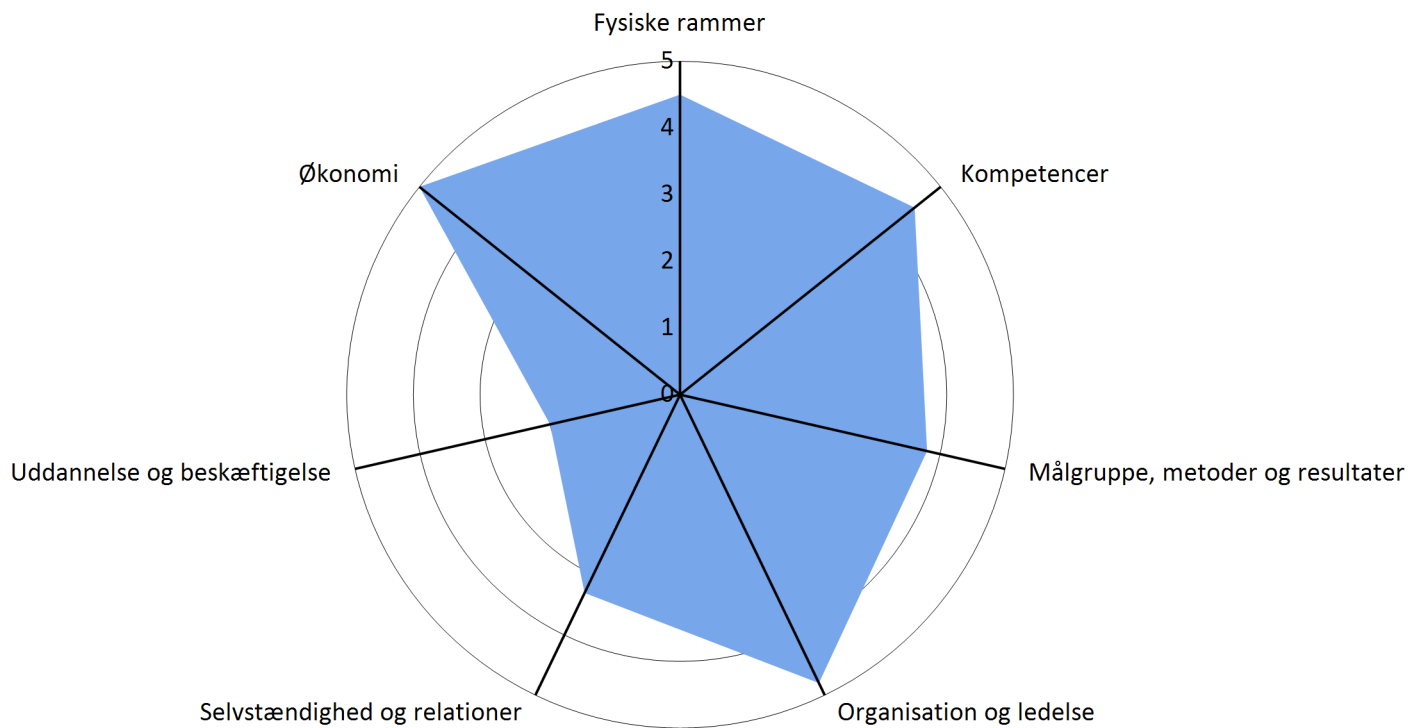 Fysiske rammer
5
4
3
2
1
0
Økonomi
Kompetencer
Uddannelse og beskæftigelse
Målgruppe, metoder og resultater
Selvstændighed og relationer
Organisation og ledelse